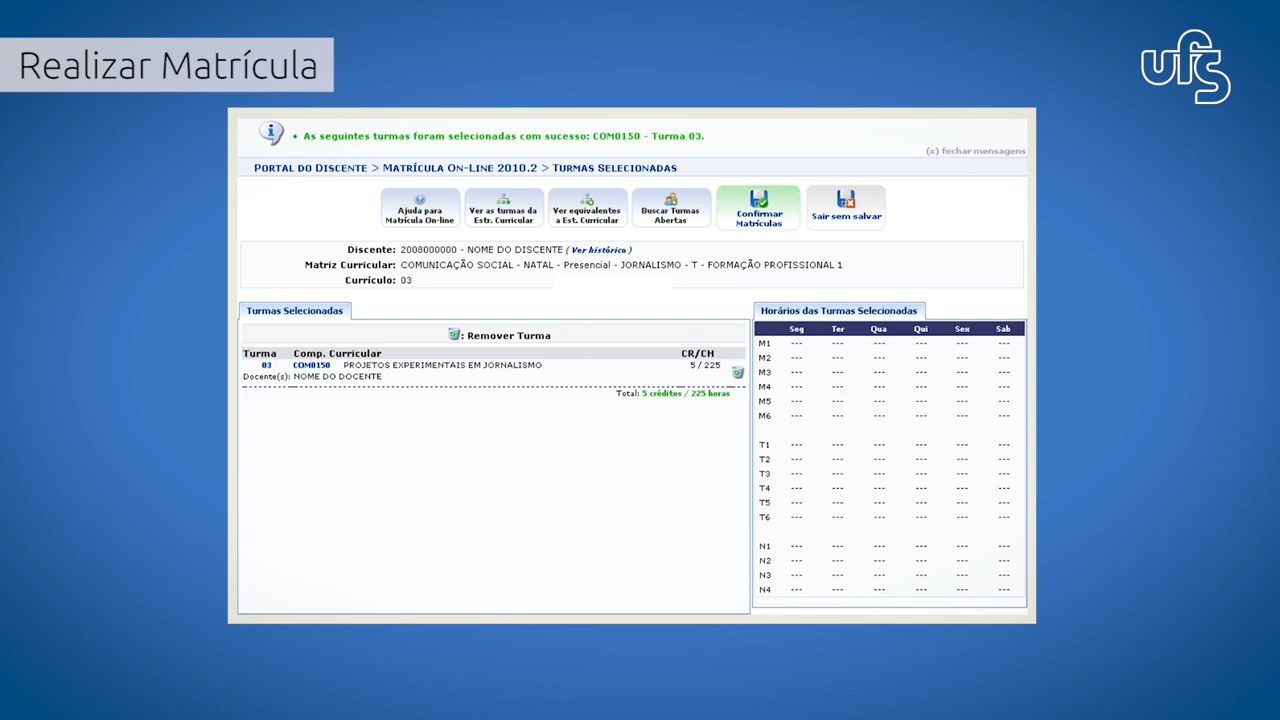 Realizar Matrícula
ufs
• As seguintes turmas foram selecionadas com sucesso: COM0150 - Turma 03.
(x) fechar mensagens
PORTAL DO DISCENTE > MATRÍCULA ON-LINE 2010.2 > TURMAS SELECIONADAS
Ajuda para Matrícula On-line
Ver as turmas da Estr. Curricular
Ver equivalentes a Est. Curricular
Buscar Turmas Abertas
Confirmar Matrículas
Sair sem salvar
Discente: 2008000000 - NOME DO DISCENTE ( Ver histórico )
Matriz Curricular: COMUNICAÇÃO SOCIAL - NATAL - Presencial - JORNALISMO - T - FORMAÇÃO PROFISSIONAL 1
Currículo: 03
Turmas Selecionadas
: Remover Turma
Turma Comp. Curricular CR/CH
03 COM0150 PROJETOS EXPERIMENTAIS EM JORNALISMO 5 / 225
Docente(s): NOME DO DOCENTE
Total: 5 créditos / 225 horas
Horários das Turmas Selecionadas
Seg Ter Qua Qui Sex Sab
M1 --- --- --- --- --- ---
M2 --- --- --- --- --- ---
M3 --- --- --- --- --- ---
M4 --- --- --- --- --- ---
M5 --- --- --- --- --- ---
M6 --- --- --- --- --- ---
T1 --- --- --- --- --- ---
T2 --- --- --- --- --- ---
T3 --- --- --- --- --- ---
T4 --- --- --- --- --- ---
T5 --- --- --- --- --- ---
T6 --- --- --- --- --- ---
N1 --- --- --- --- --- ---
N2 --- --- --- --- --- ---
N3 --- --- --- --- --- ---
N4 --- --- --- --- --- ---